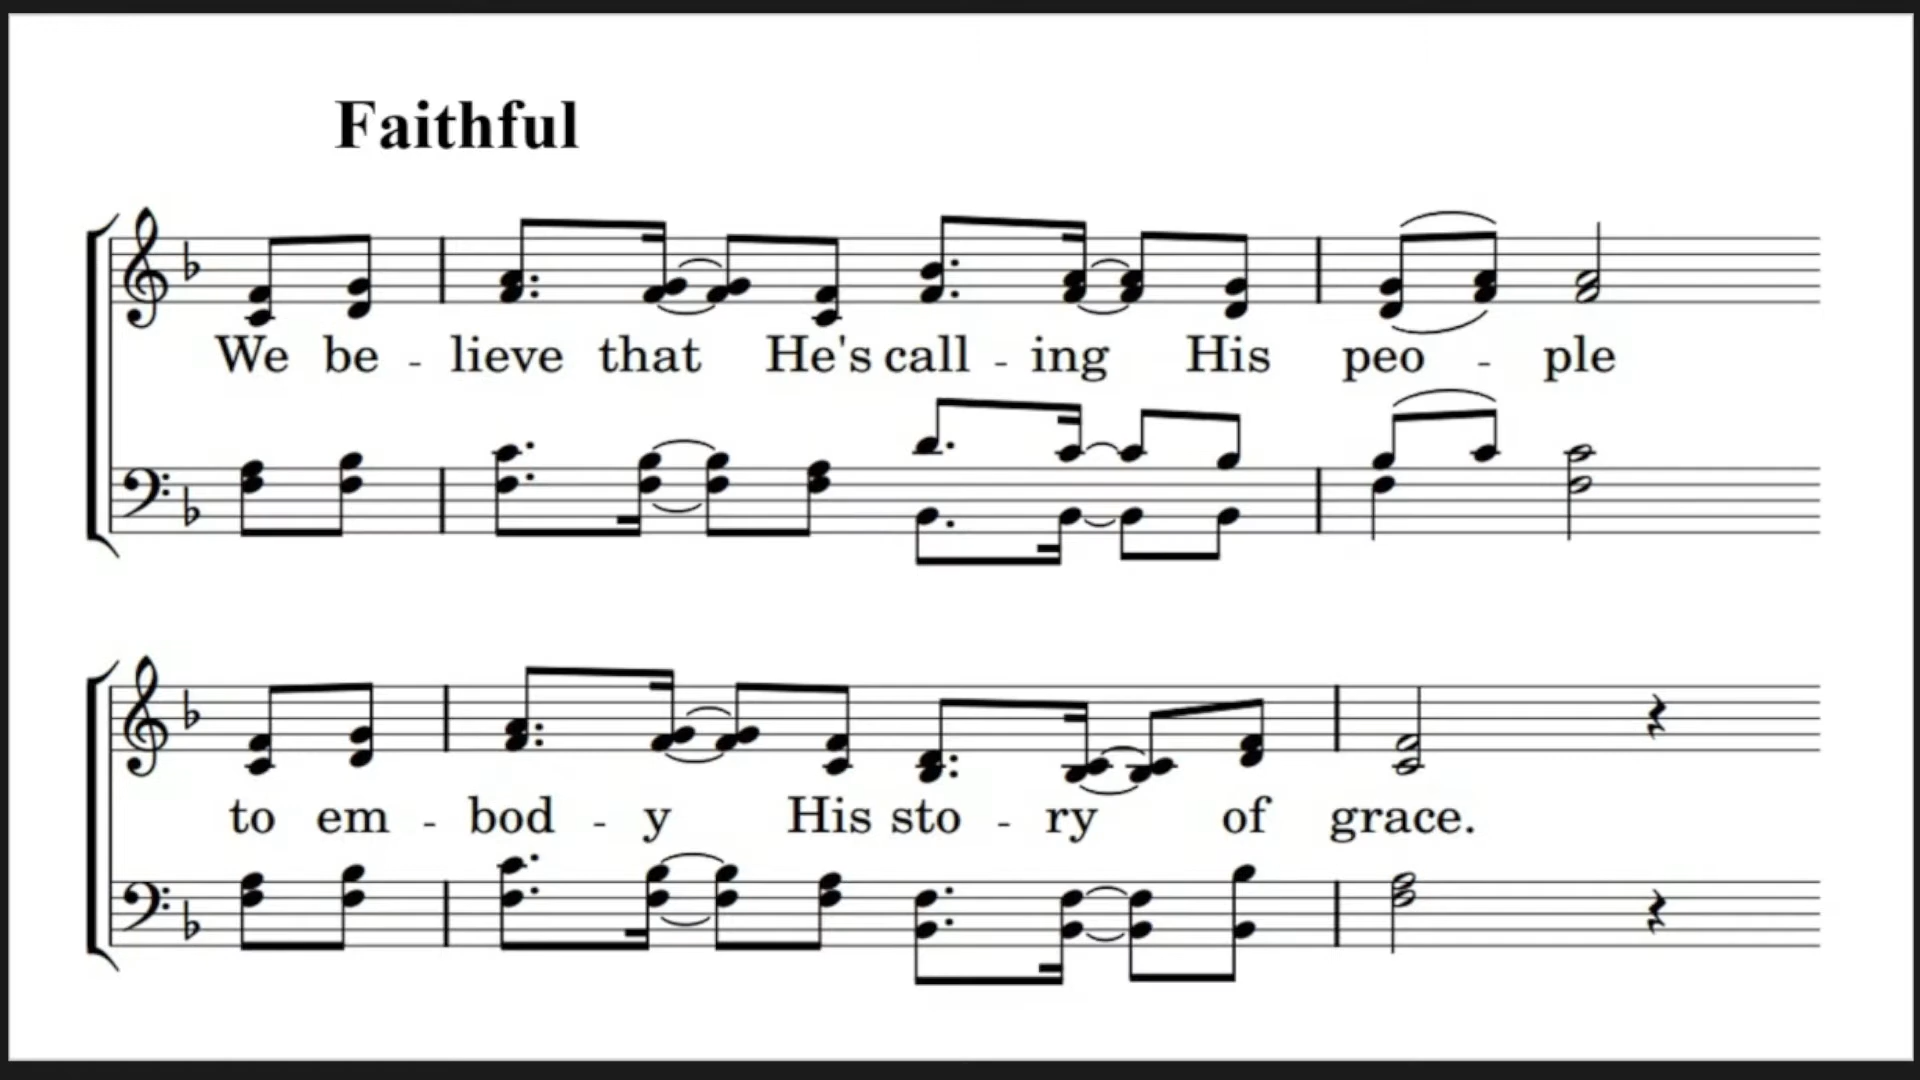 Faithful
We be - lieve that He's call - ing His peo - ple
to em - bod - y His sto - ry of grace.